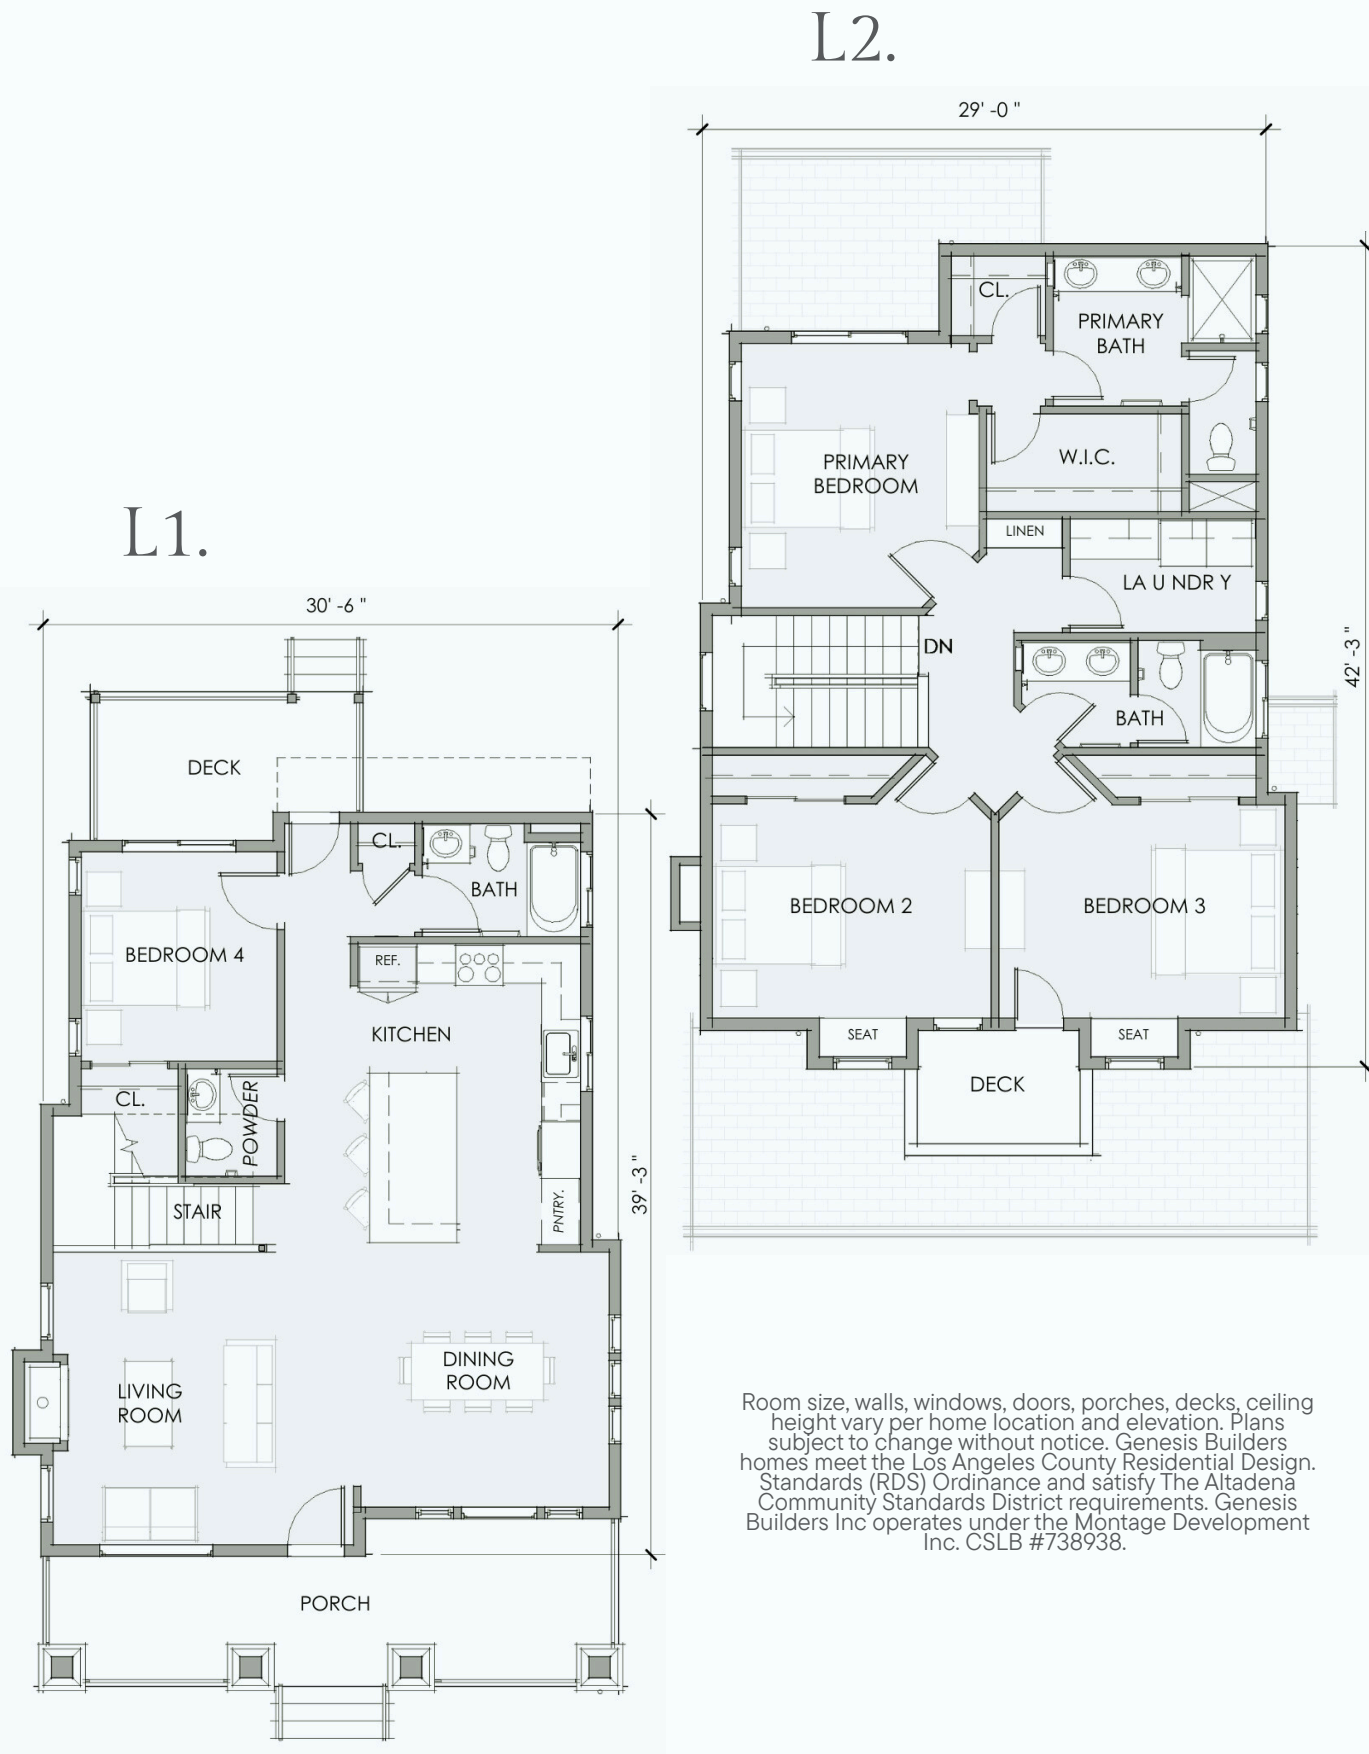 L2.
29' -0 "
CL.
PRIMARY
BATH
PRIMARY
BEDROOM
W.I.C.
LINEN
LA U NDR Y
DN
42' -3 "
BATH
BEDROOM 2
BEDROOM 3
SEAT
SEAT
DECK
L1.
30' -6 "
DECK
CL.
BATH
BEDROOM 4
REF.
KITCHEN
CL.
POWDER
39' -3 "
PNTRY.
STAIR
LIVING
ROOM
DINING
ROOM
PORCH
Room size, walls, windows, doors, porches, decks, ceiling
height vary per home location and elevation. Plans
subject to change without notice. Genesis Builders
homes meet the Los Angeles County Residential Design.
Standards (RDS) Ordinance and satisfy The Altadena
Community Standards District requirements. Genesis
Builders Inc operates under the Montage Development
Inc. CSLB #738938.